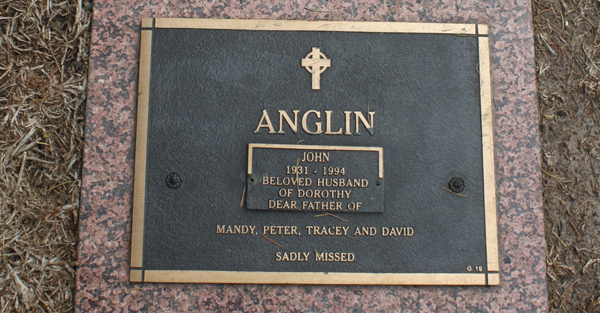 ANGLIN
JOHN
1931 - 1994
BELOVED HUSBAND
OF DOROTHY
DEAR FATHER OF
MANDY, PETER, TRACEY AND DAVID
SADLY MISSED
G 19